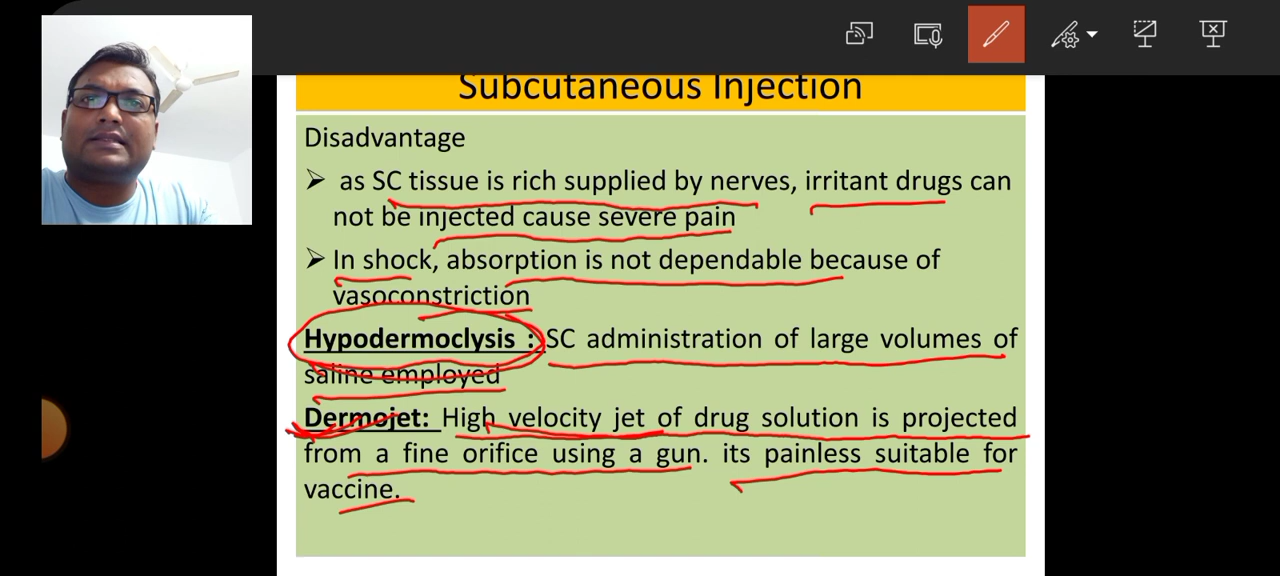 Subcutaneous Injection
Disadvantage
➢ as SC tissue is rich supplied by nerves, irritant drugs can
not be injected cause severe pain
➢ In shock, absorption is not dependable because of
vasoconstriction
Hypodermoclysis : SC administration of large volumes of
saline employed
Dermojet: High velocity jet of drug solution is projected
from a fine orifice using a gun. its painless suitable for
vaccine.